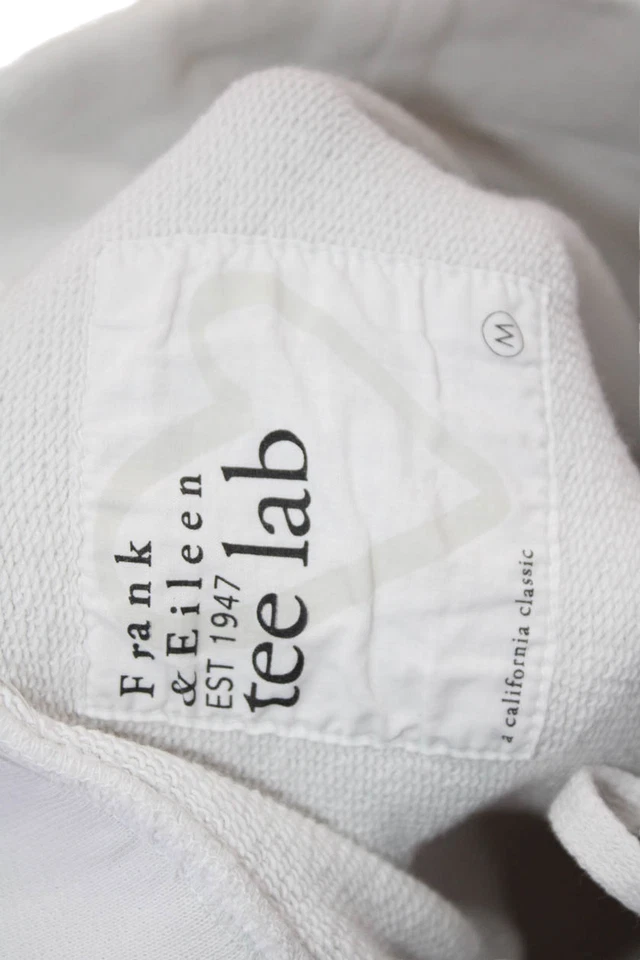 Frank
& Eileen
EST 1947
tee lab
a california classic
M